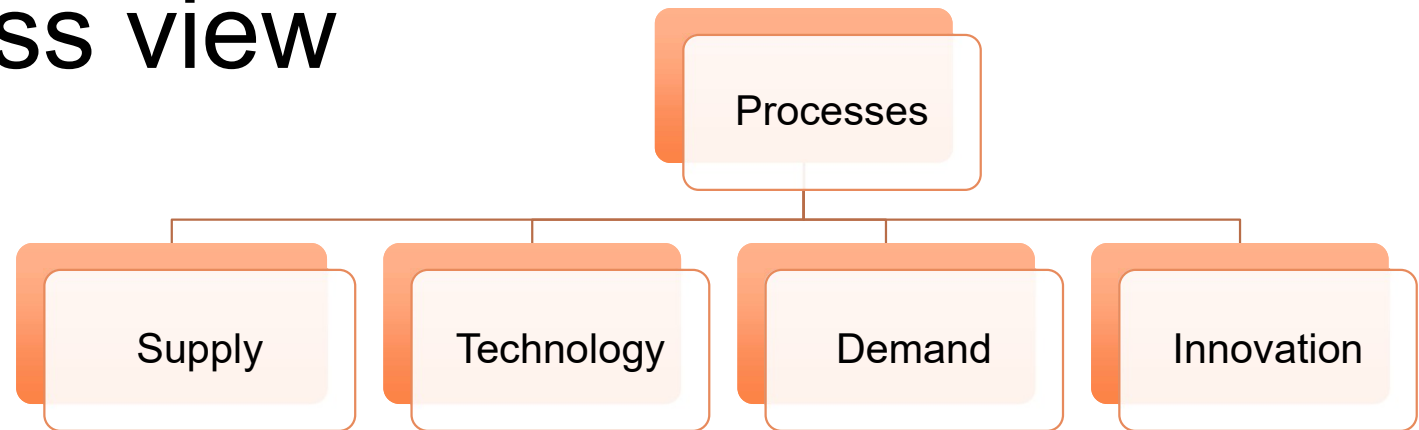 ss view
Processes
Supply
Technology
Demand
Innovation